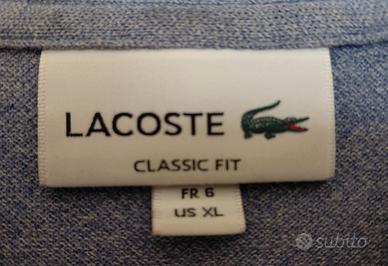 LACOSTE
CLASSIC FIT
FR 6
US XL
subito